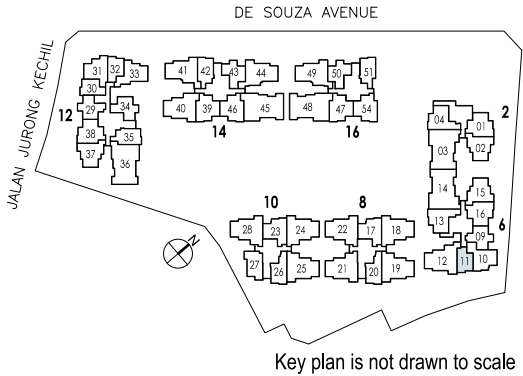 DE SOUZA AVENUE
JALAN JURONG KECHIL
31 32 33
30
29 34
12
38 35
37 36
41 42 43 44
40 39 46 45
14
49 50 51
48 47 54
16
2
04 01
03 02
14 15
13 16
6
09
12 11 10
10
28 23 24
27 26 25
8
22 17 18
21 20 19
N
Key plan is not drawn to scale